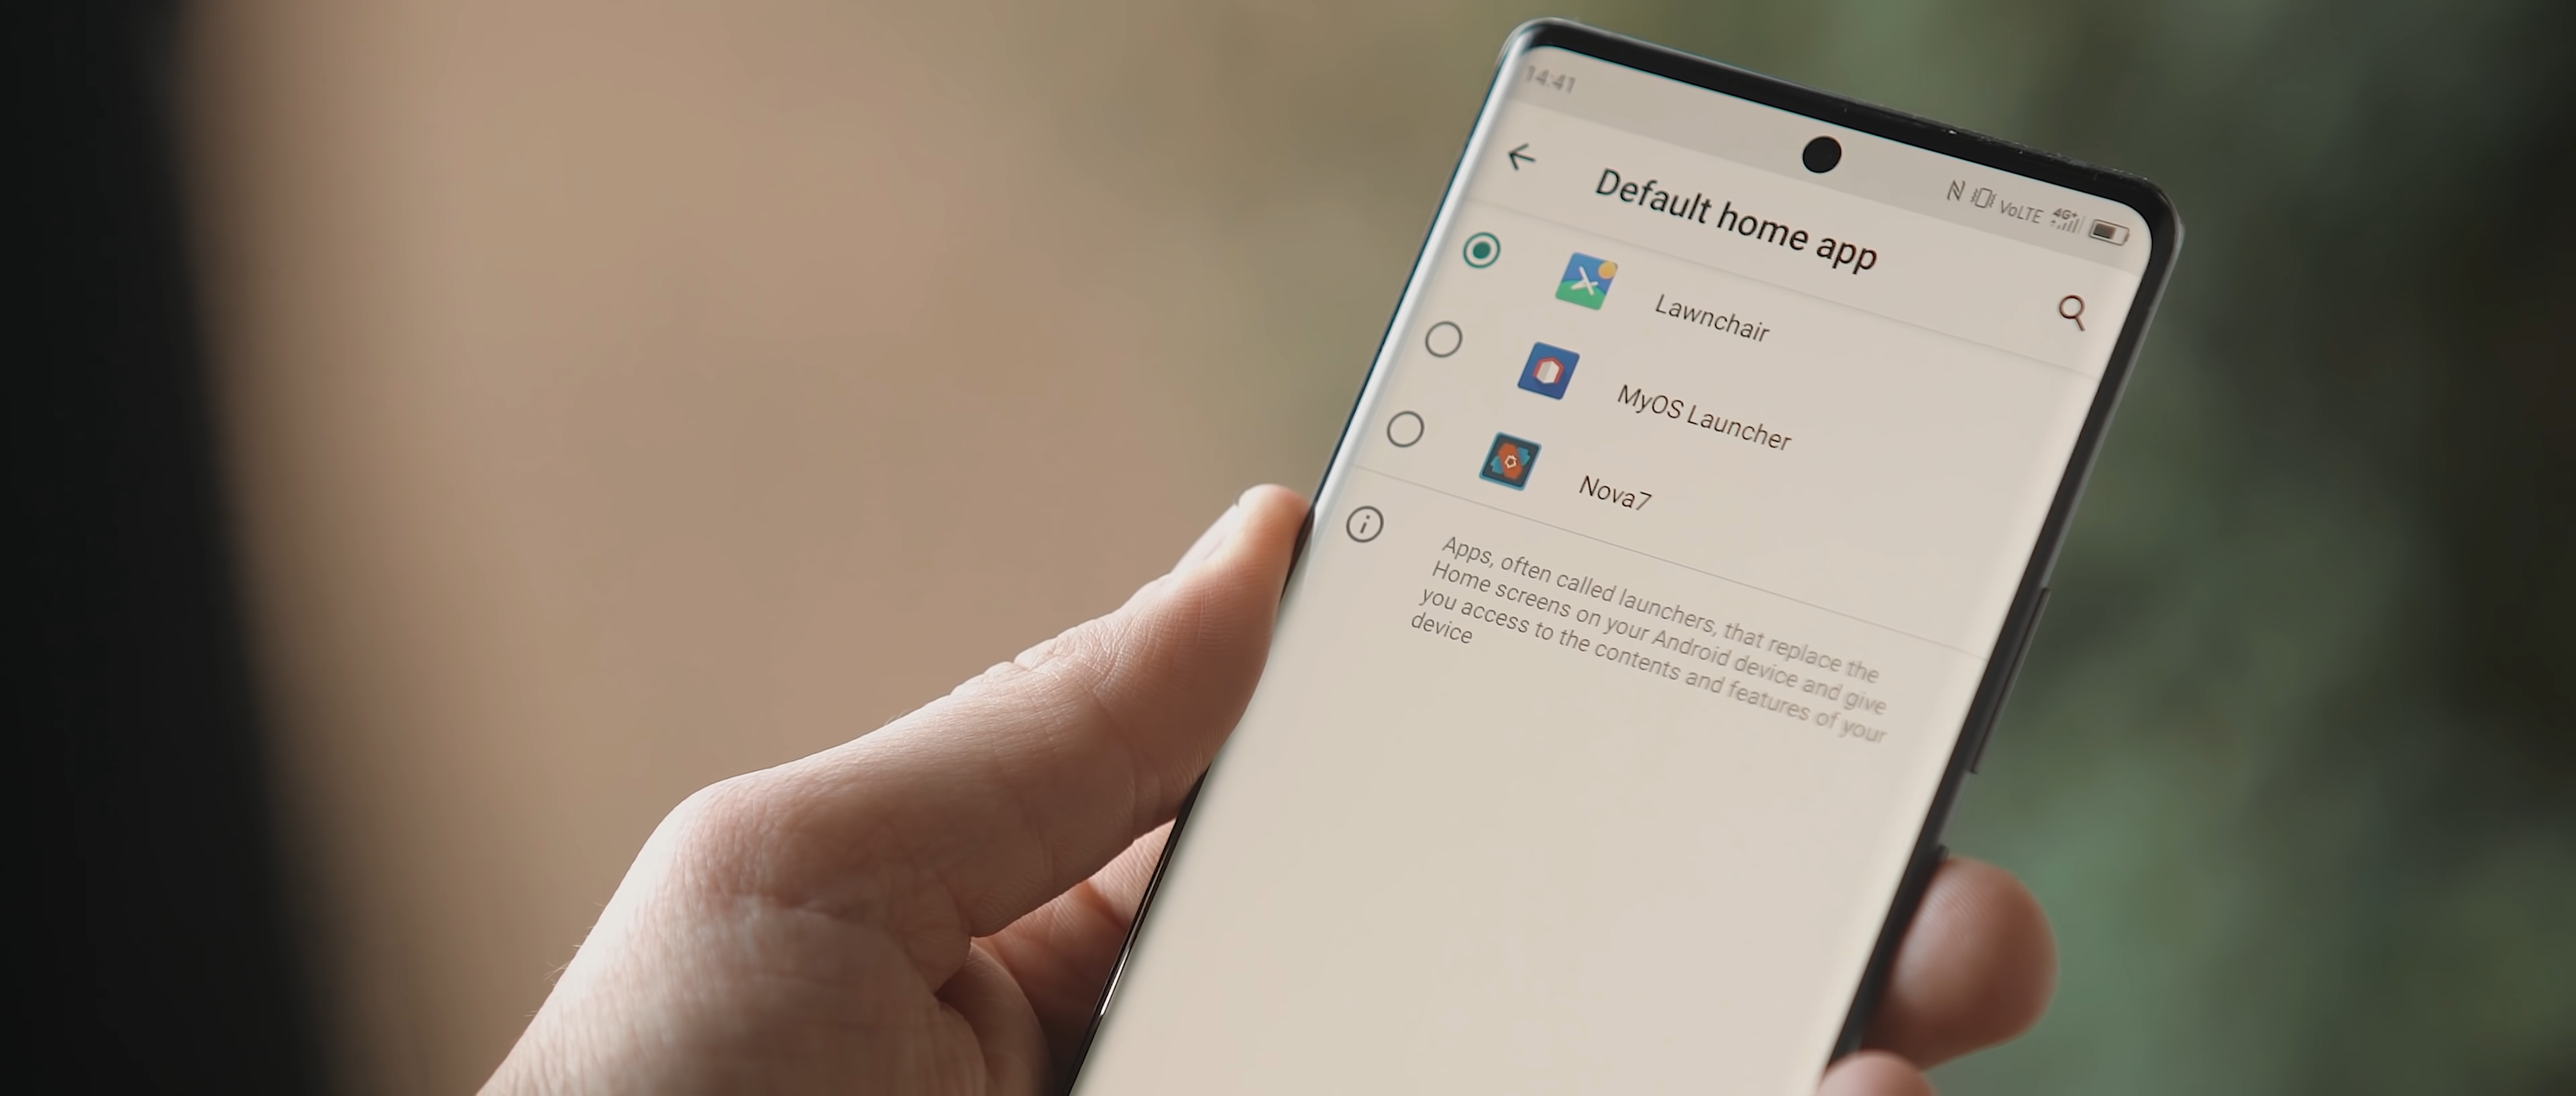 14:41
VoLTE 4G+
Default home app
Lawnchair
MyOS Launcher
Nova7
Apps, often called launchers, that replace the
Home screens on your Android device and give
you access to the contents and features of your
device